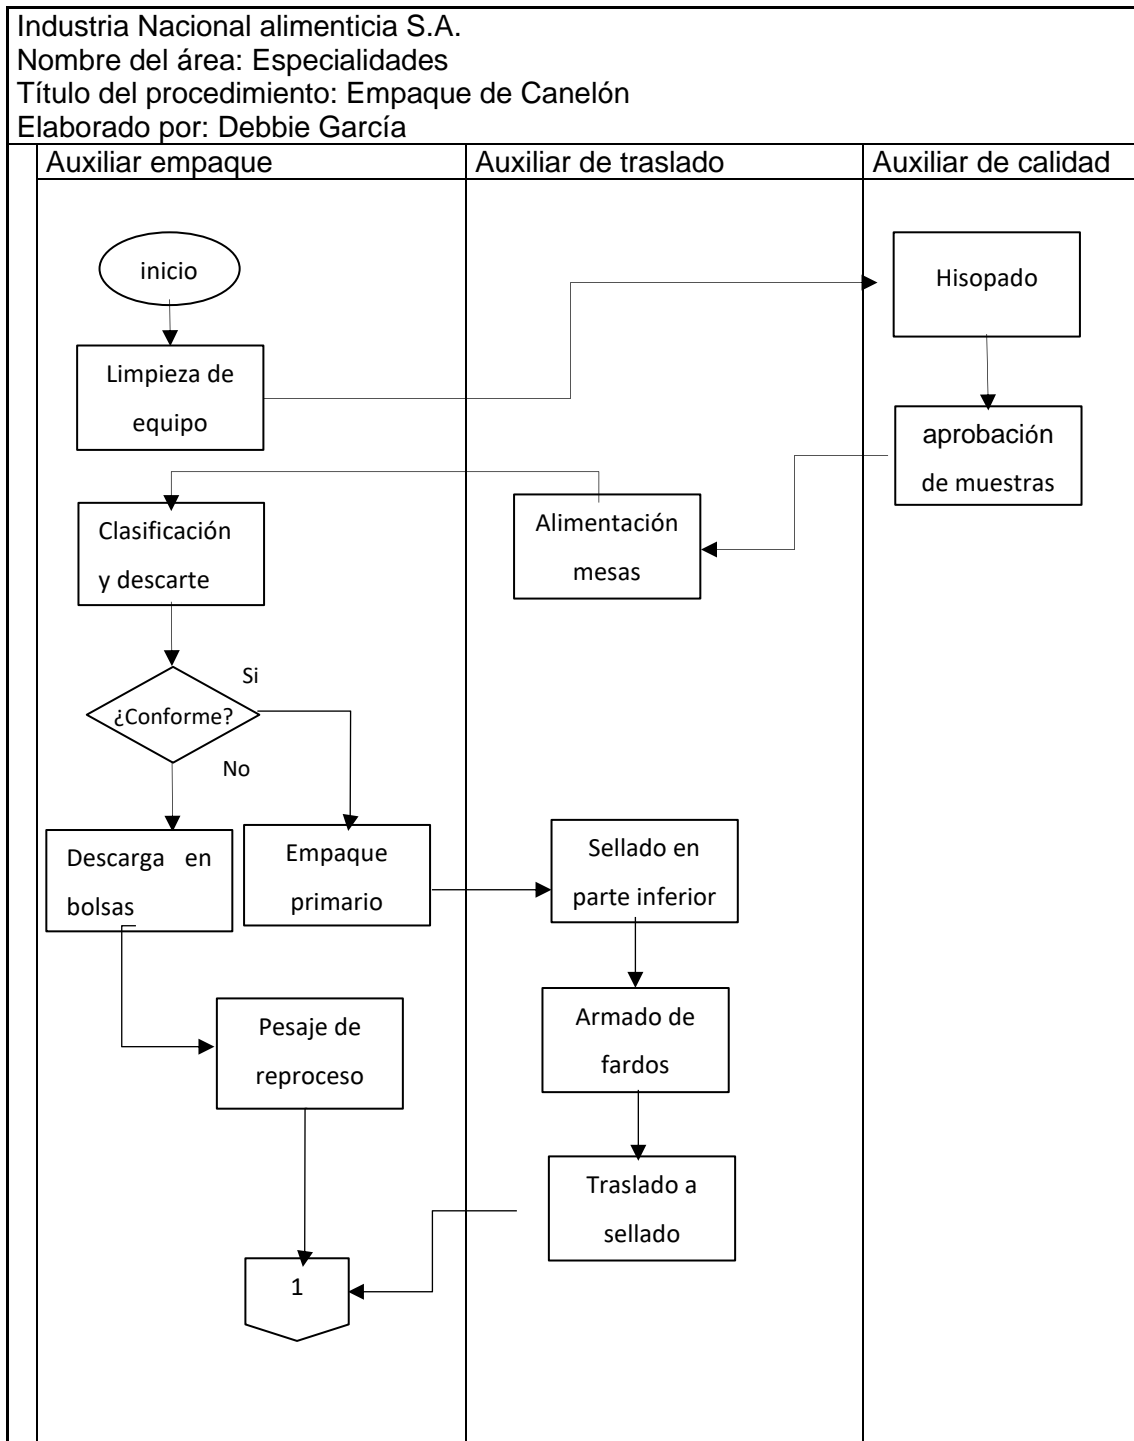 Industria Nacional alimenticia S.A.
Nombre del área: Especialidades
Título del procedimiento: Empaque de Canelón
Elaborado por: Debbie García
Auxiliar empaque
Auxiliar de traslado
Auxiliar de calidad
inicio
Hisopado
Limpieza de
equipo
aprobación
de muestras
Alimentación
mesas
Clasificación
y descarte
¿Conforme?
Si
No
Descarga en
bolsas
Empaque
primario
Sellado en
parte inferior
Pesaje de
reproceso
Armado de
fardos
Traslado a
sellado
1